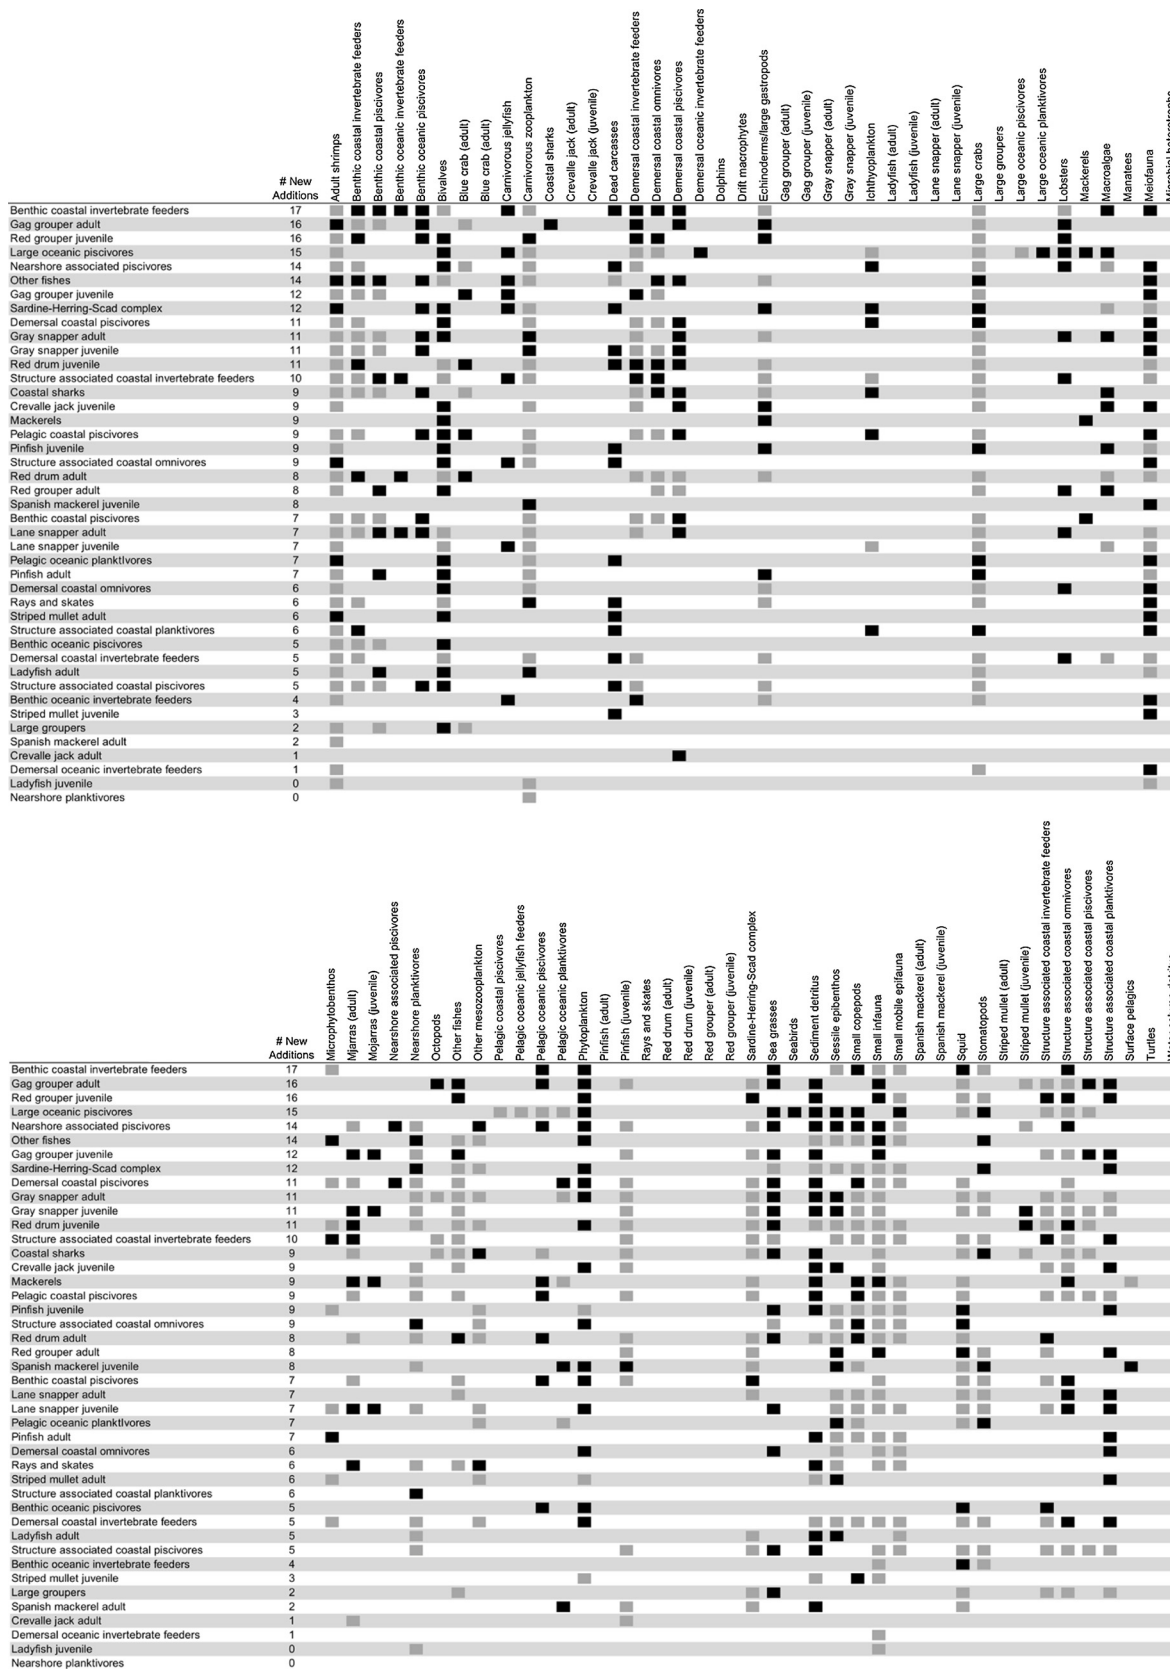 Adult shrimps
Benthic coastal invertebrate feeders
Benthic coastal piscivores
Benthic oceanic invertebrate feeders
Benthic oceanic piscivores
Bivalves
Blue crab (adult)
Blue crab (adult)
Carnivorous jellyfish
Carnivorous zooplankton
Coastal sharks
Crevalle jack (adult)
Crevalle jack (juvenile)
Dead carcasses
Demersal coastal invertebrate feeders
Demersal coastal omnivores
Demersal coastal piscivores
Demersal oceanic invertebrate feeders
Dolphins
Drift macrophytes
Echinoderms/large gastropods
Gag grouper (adult)
Gag grouper (juvenile)
Gray snapper (adult)
Gray snapper (juvenile)
Ichthyoplankton
Ladyfish (adult)
Ladyfish (juvenile)
Lane snapper (adult)
Lane snapper (juvenile)
Large crabs
Large groupers
Large oceanic piscivores
Large oceanic planktivores
Lobsters
Mackerels
Macroalgae
Manatees
Meiofauna
# New
Additions
Benthic coastal invertebrate feeders 17
Gag grouper adult 16
Red grouper juvenile 16
Large oceanic piscivores 15
Nearshore associated piscivores 14
Other fishes 14
Gag grouper juvenile 12
Sardine-Herring-Scad complex 12
Demersal coastal piscivores 11
Gray snapper adult 11
Gray snapper juvenile 11
Red drum juvenile 11
Structure associated coastal invertebrate feeders 10
Coastal sharks 9
Crevalle jack juvenile 9
Mackerels 9
Pelagic coastal piscivores 9
Pinfish juvenile 9
Structure associated coastal omnivores 9
Red drum adult 8
Red grouper adult 8
Spanish mackerel juvenile 8
Benthic coastal piscivores 7
Lane snapper adult 7
Lane snapper juvenile 7
Pelagic oceanic planktIvores 7
Pinfish adult 7
Demersal coastal omnivores 6
Rays and skates 6
Striped mullet adult 6
Structure associated coastal planktivores 6
Benthic oceanic piscivores 5
Demersal coastal invertebrate feeders 5
Ladyfish adult 5
Structure associated coastal piscivores 5
Benthic oceanic invertebrate feeders 4
Striped mullet juvenile 3
Large groupers 2
Spanish mackerel adult 2
Crevalle jack adult 1
Demersal oceanic invertebrate feeders 1
Ladyfish juvenile 0
Nearshore planktivores 0
Microphytobenthos
Mjarras (adult)
Mojarras (juvenile)
Nearshore associated piscivores
Nearshore planktivores
Octopods
Other fishes
Other mesozooplankton
Pelagic coastal piscivores
Pelagic oceanic jellyfish feeders
Pelagic oceanic piscivores
Pelagic oceanic planktivores
Phytoplankton
Pinfish (adult)
Pinfish (juvenile)
Rays and skates
Red drum (adult)
Red drum (juvenile)
Red grouper (adult)
Red grouper (juvenile)
Sardine-Herring-Scad complex
Sea grasses
Seabirds
Sediment detritus
Sessile epibenthos
Small copepods
Small infauna
Small mobile epifauna
Spanish mackerel (adult)
Spanish mackerel (juvenile)
Squid
Stomatopods
Striped mullet (adult)
Striped mullet (juvenile)
Structure associated coastal invertebrate feeders
Structure associated coastal omnivores
Structure associated coastal piscivores
Structure associated coastal planktivores
Surface pelagics
Turtles
# New
Additions
Benthic coastal invertebrate feeders 17
Gag grouper adult 16
Red grouper juvenile 16
Large oceanic piscivores 15
Nearshore associated piscivores 14
Other fishes 14
Gag grouper juvenile 12
Sardine-Herring-Scad complex 12
Demersal coastal piscivores 11
Gray snapper adult 11
Gray snapper juvenile 11
Red drum juvenile 11
Structure associated coastal invertebrate feeders 10
Coastal sharks 9
Crevalle jack juvenile 9
Mackerels 9
Pelagic coastal piscivores 9
Pinfish juvenile 9
Structure associated coastal omnivores 9
Red drum adult 8
Red grouper adult 8
Spanish mackerel juvenile 8
Benthic coastal piscivores 7
Lane snapper adult 7
Lane snapper juvenile 7
Pelagic oceanic planktIvores 7
Pinfish adult 7
Demersal coastal omnivores 6
Rays and skates 6
Striped mullet adult 6
Structure associated coastal planktivores 6
Benthic oceanic piscivores 5
Demersal coastal invertebrate feeders 5
Ladyfish adult 5
Structure associated coastal piscivores 5
Benthic oceanic invertebrate feeders 4
Striped mullet juvenile 3
Large groupers 2
Spanish mackerel adult 2
Crevalle jack adult 1
Demersal oceanic invertebrate feeders 1
Ladyfish juvenile 0
Nearshore planktivores 0